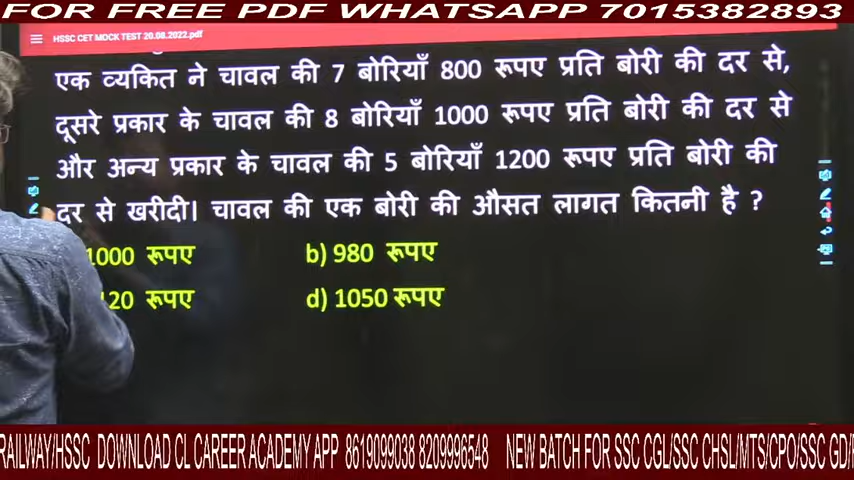 FOR FREE PDF WHATSAPP 7015382893
HSSC CET MOCK TEST 20.08.2022.pdf
एक व्यकित ने चावल की 7 बोरियाँ 800 रूपए प्रति बोरी की दर से,
दूसरे प्रकार के चावल की 8 बोरियाँ 1000 रूपए प्रति बोरी की दर से
और अन्य प्रकार के चावल की 5 बोरियाँ 1200 रूपए प्रति बोरी की
दर से खरीदी। चावल की एक बोरी की औसत लागत कितनी है ?
1000 रूपए b) 980 रूपए
20 रूपए d) 1050 रूपए
RAILWAY/HSSC DOWNLOAD CL CAREER ACADEMY APP 8619099038 8209996548 NEW BATCH FOR SSC CGL/SSC CHSL/MTS/CPO/SSC GD/